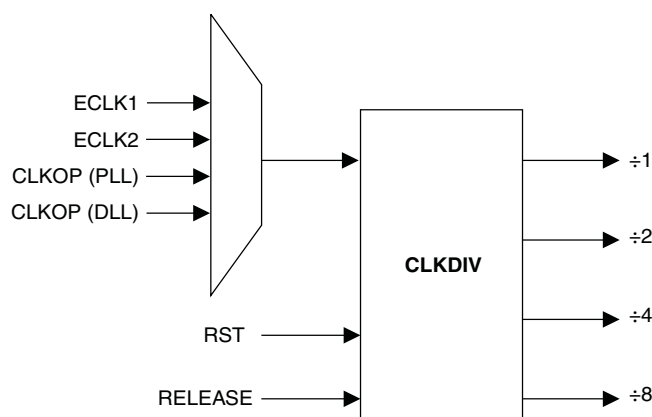 ECLK1
ECLK2
CLKOP (PLL)
CLKOP (DLL)
RST
RELEASE
CLKDIV
÷1
÷2
÷4
÷8